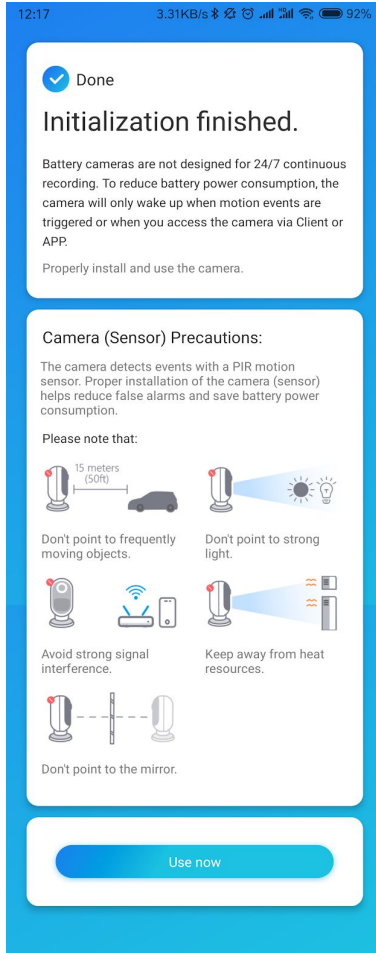 12:17 3.31KB/s 92%
Done
Initialization finished.
Battery cameras are not designed for 24/7 continuous
recording. To reduce battery power consumption, the
camera will only wake up when motion events are
triggered or when you access the camera via Client or
APP.
Properly install and use the camera.
Camera (Sensor) Precautions:
The camera detects events with a PIR motion
sensor. Proper installation of the camera (sensor)
helps reduce false alarms and save battery power
consumption.
Please note that:
15 meters
(50ft)
Don't point to frequently
moving objects.
Don't point to strong
light.
Avoid strong signal
interference.
Keep away from heat
resources.
Don't point to the mirror.
Use now